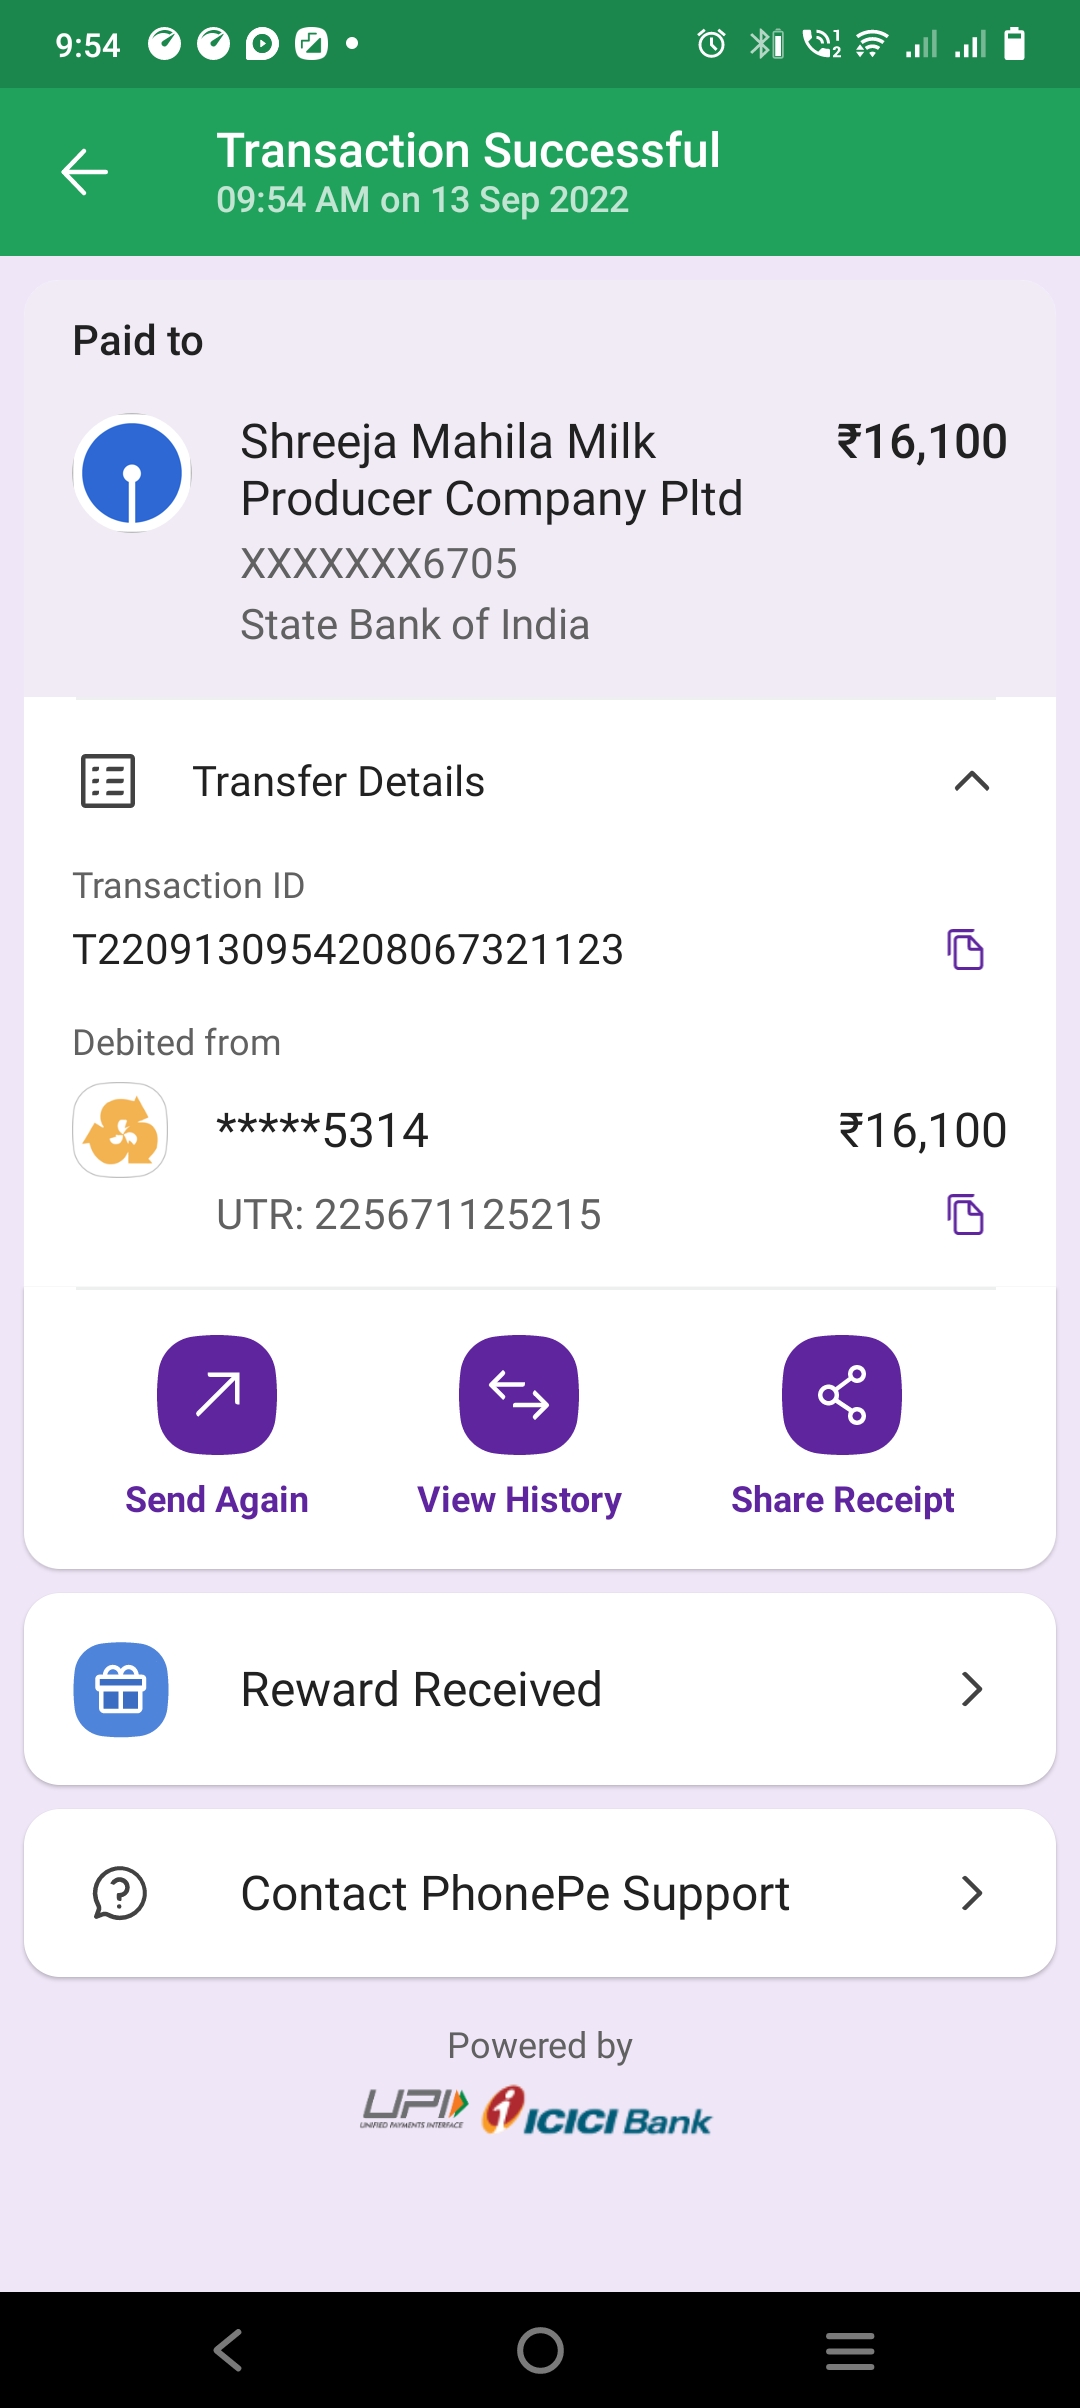 9:54
Transaction Successful
09:54 AM on 13 Sep 2022
Paid to
Shreeja Mahila Milk ₹16,100
Producer Company Pltd
XXXXXXX6705
State Bank of India
Transfer Details
Transaction ID
T2209130954208067321123
Debited from
*****5314 ₹16,100
UTR: 225671125215
Send Again View History Share Receipt
Reward Received
Contact PhonePe Support
Powered by
UPI ICICI Bank
UNIFIED PAYMENTS INTERFACE